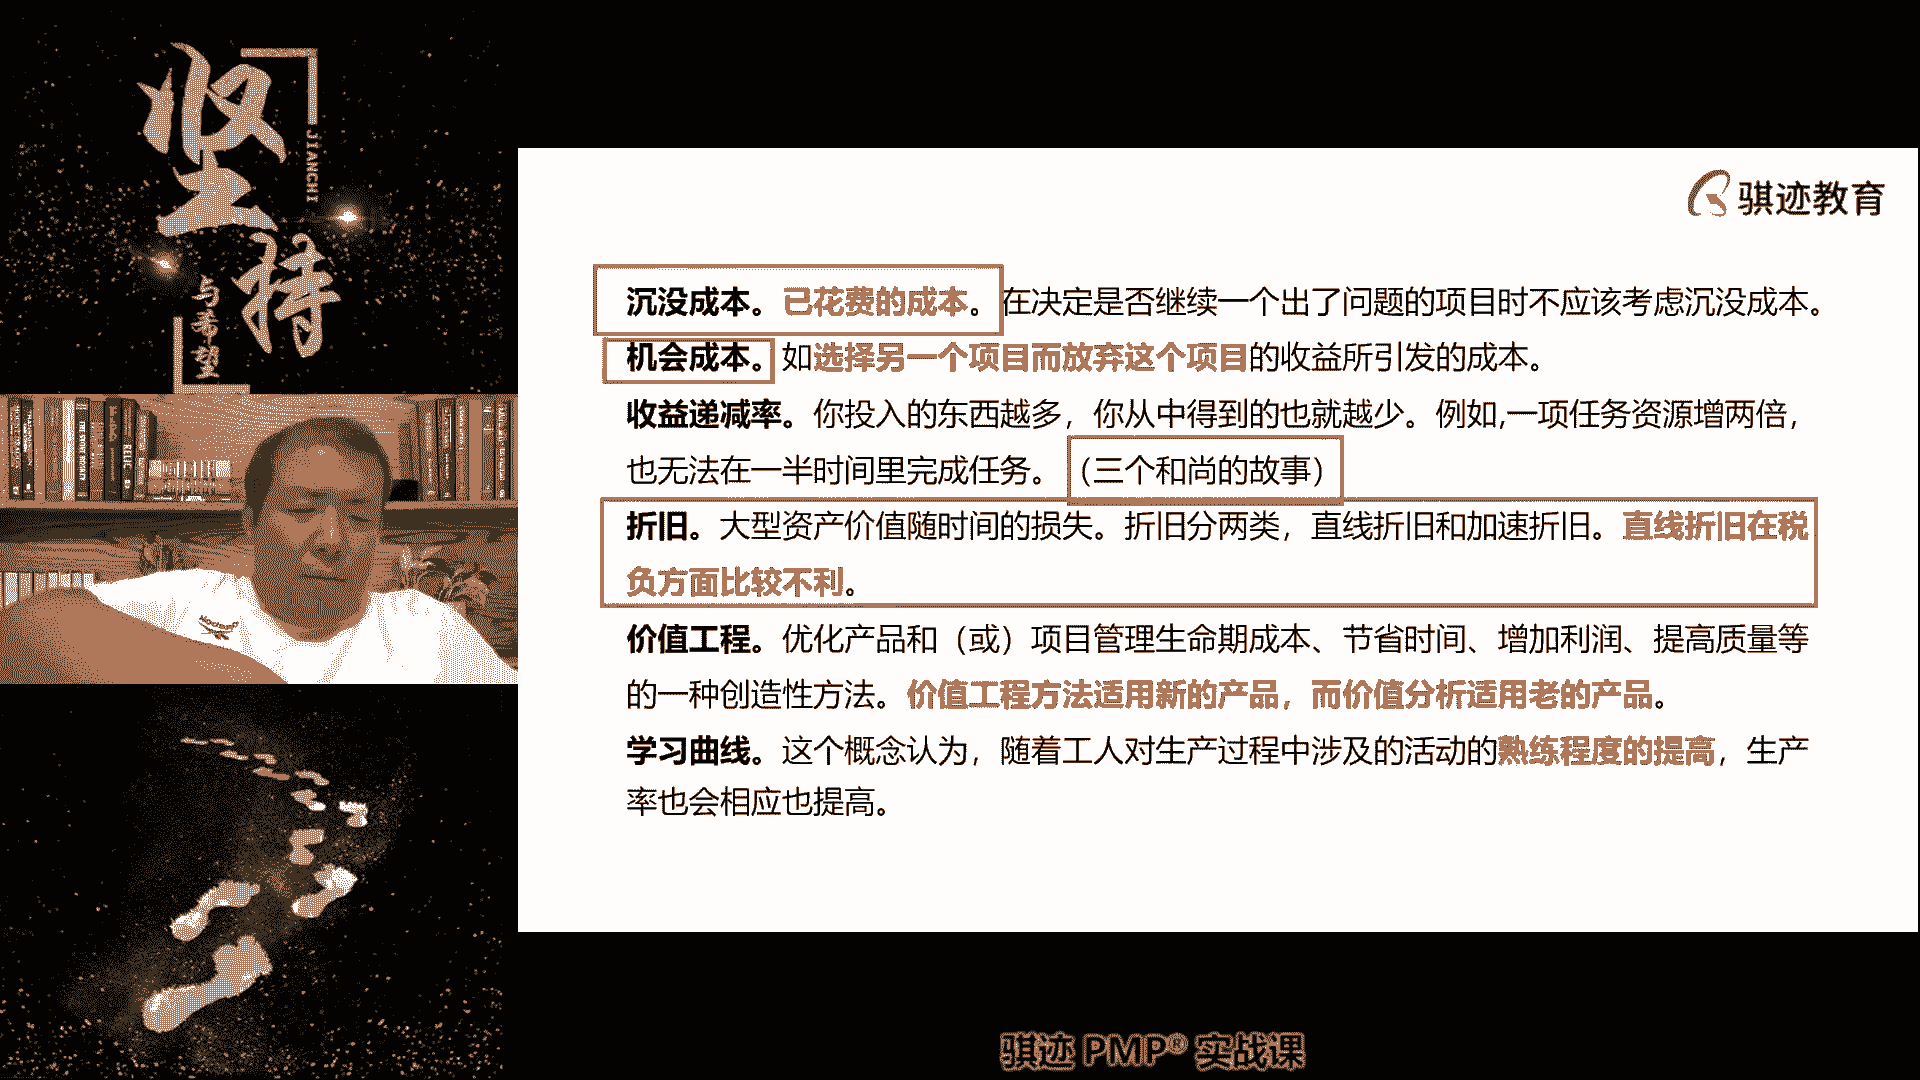 坚持
JIANCHI
与希望
骐迹教育
沉没成本。已花费的成本。在决定是否继续一个出了问题的项目时不应该考虑沉没成本。
机会成本。如选择另一个项目而放弃这个项目的收益所引发的成本。
收益递减率。你投入的东西越多，你从中得到的也就越少。例如,一项任务资源增两倍，
也无法在一半时间里完成任务。（三个和尚的故事）
折旧。大型资产价值随时间的损失。折旧分两类，直线折旧和加速折旧。直线折旧在税
负方面比较不利。
价值工程。优化产品和（或）项目管理生命期成本、节省时间、增加利润、提高质量等
的一种创造性方法。价值工程方法适用新的产品，而价值分析适用老的产品。
学习曲线。这个概念认为，随着工人对生产过程中涉及的活动的熟练程度的提高，生产
率也会相应也提高。
骐迹 PMP® 实战课